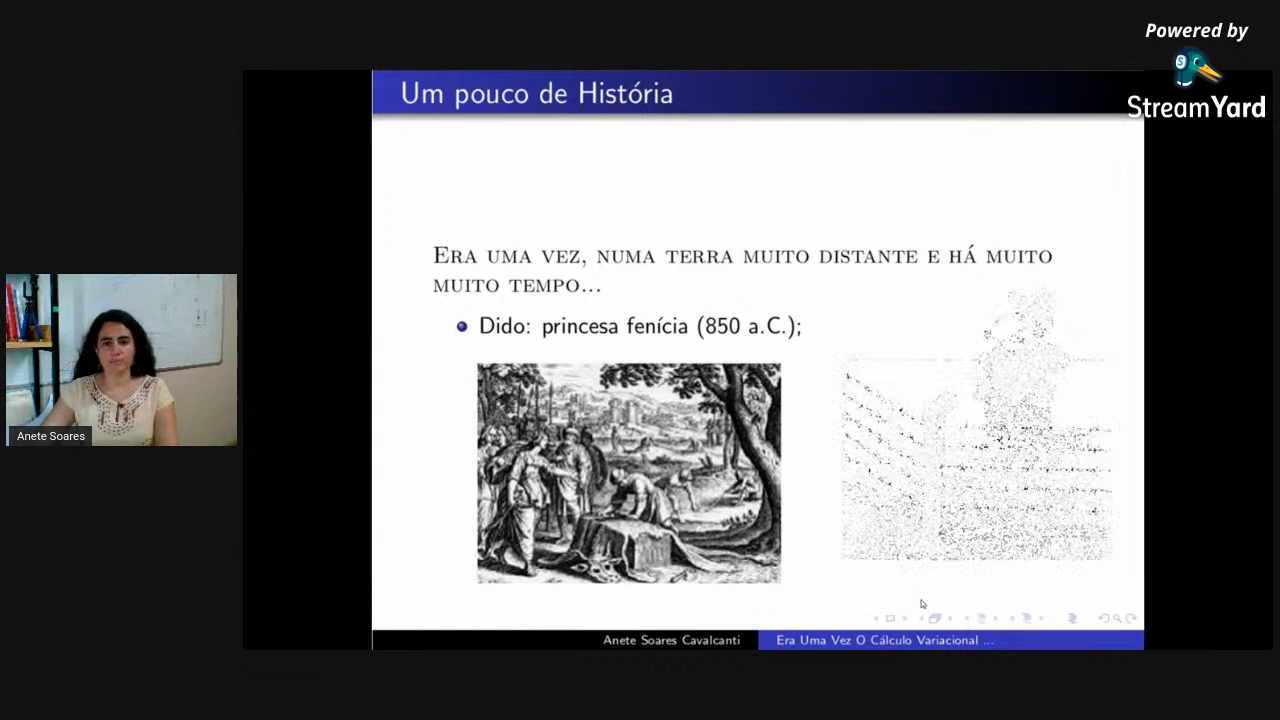 Powered by
StreamYard
Um pouco de História
Era uma vez, numa terra muito distante e há muito
muito tempo...
Dido: princesa fenícia (850 a.C.);
Anete Soares
Anete Soares Cavalcanti
Era Uma Vez O Cálculo Variacional ...